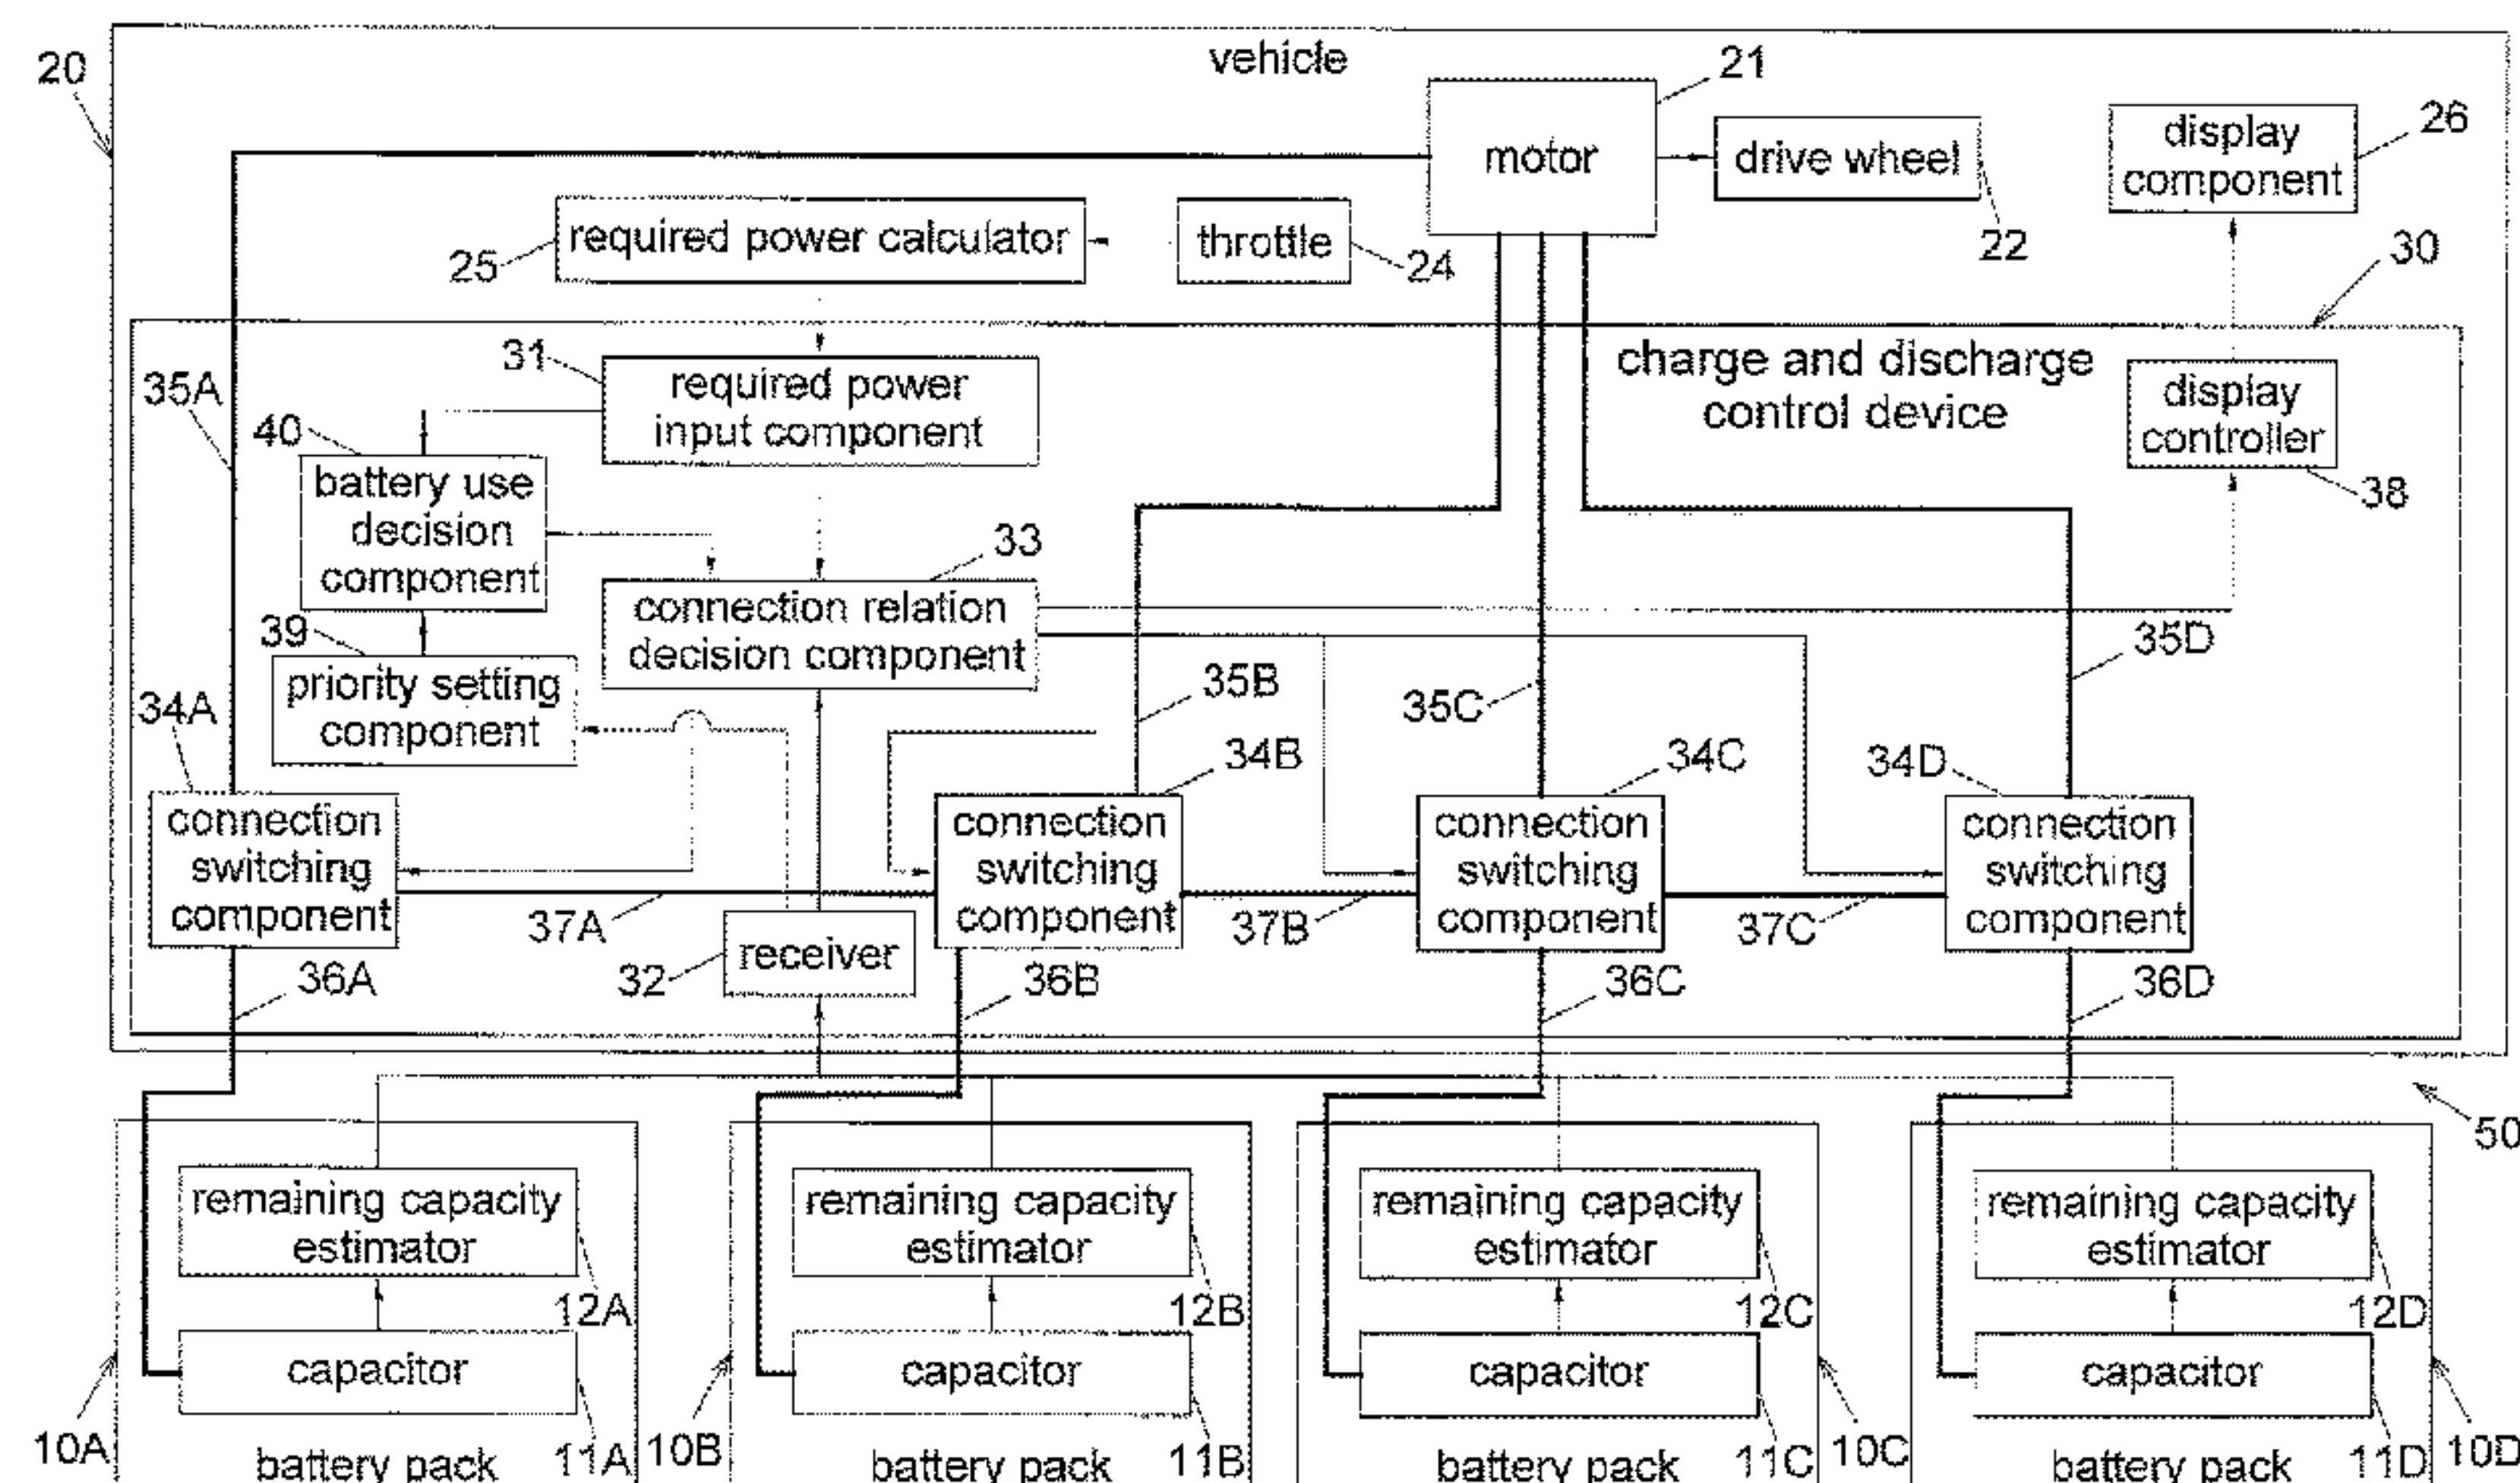 20
vehicle
21
motor
drive wheel
22
display
component
26
required power calculator
25
throttle
24
30
charge and discharge
control device
31
required power
input component
display
controller
38
35A
40
battery use
decision
component
33
connection relation
decision component
39
priority setting
component
34A
35B
35C
35D
34B
34C
34D
connection
switching
component
connection
switching
component
connection
switching
component
connection
switching
component
37A
37B
37C
receiver
32
36A
36B
36C
36D
50
remaining capacity
estimator
remaining capacity
estimator
remaining capacity
estimator
remaining capacity
estimator
12A
12B
12C
12D
capacitor
capacitor
capacitor
capacitor
10A
battery pack
11A
10B
battery pack
11B
battery pack
11C
10C
battery pack
11D
10D